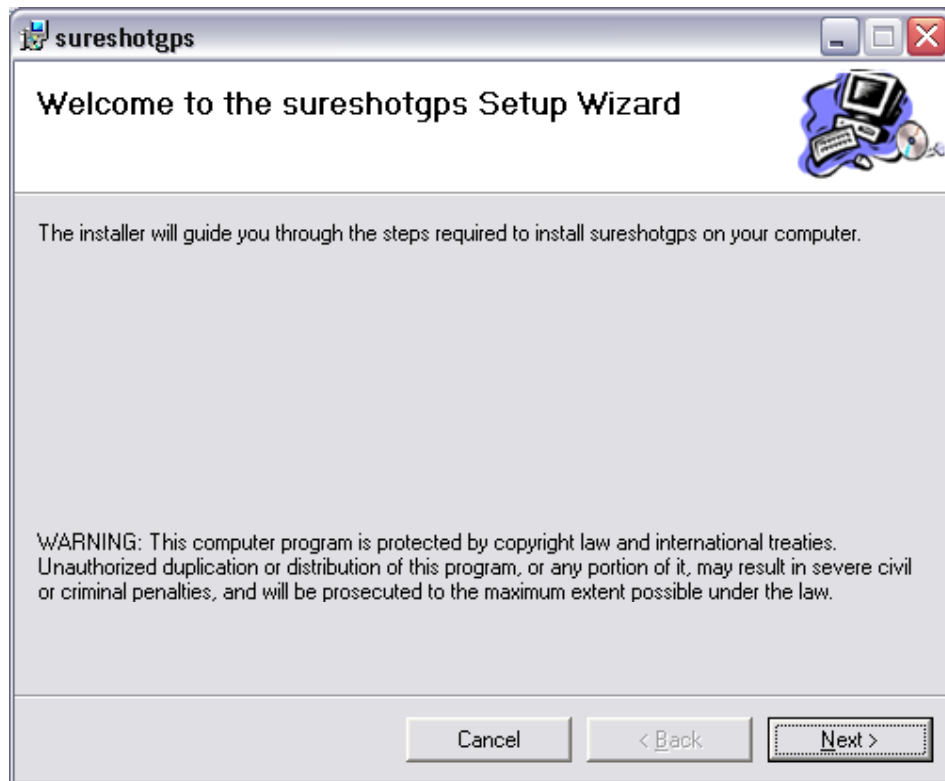 sureshotgps
Welcome to the sureshotgps Setup Wizard
The installer will guide you through the steps required to install sureshotgps on your computer.
WARNING: This computer program is protected by copyright law and international treaties.
Unauthorized duplication or distribution of this program, or any portion of it, may result in severe civil
or criminal penalties, and will be prosecuted to the maximum extent possible under the law.
Cancel
< Back
Next >